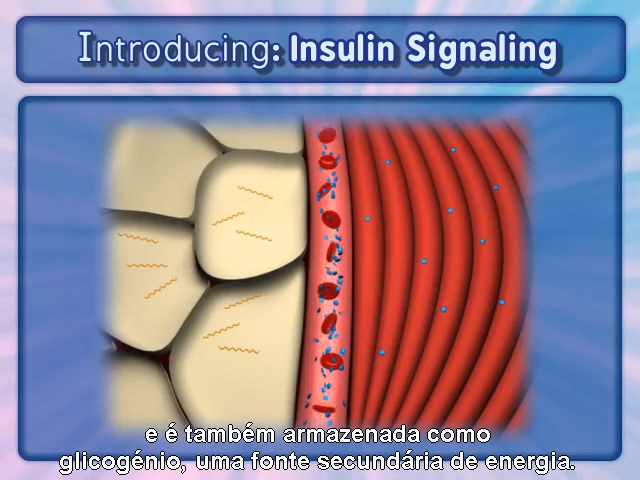 Introducing: Insulin Signaling
e é também armazenada como
glicogénio, uma fonte secundária de energia.